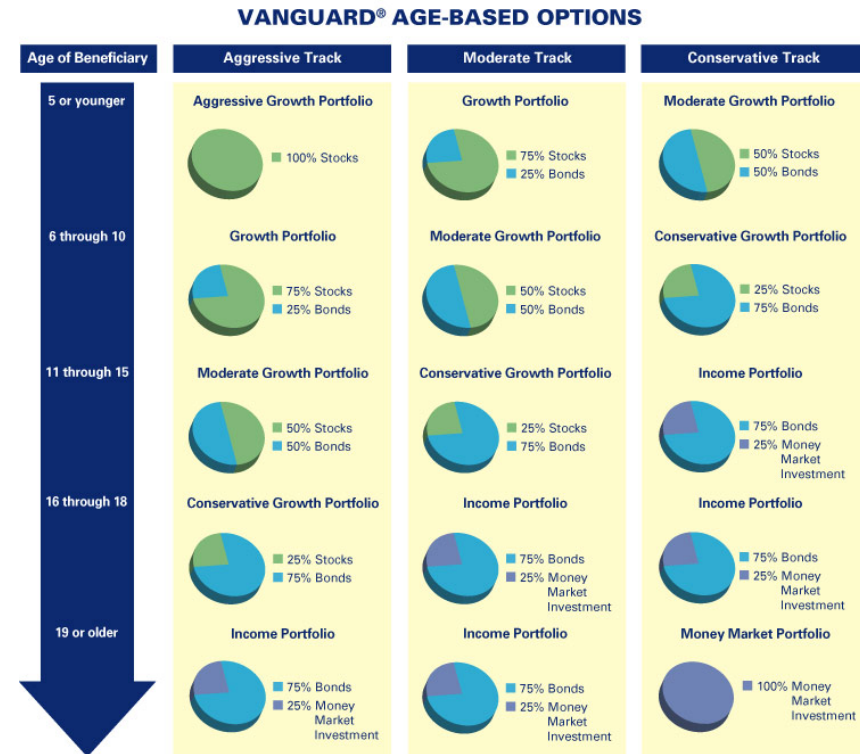 VANGUARD® AGE-BASED OPTIONS
Age of Beneficiary
Aggressive Track
Moderate Track
Conservative Track
5 or younger
Aggressive Growth Portfolio
100% Stocks
Growth Portfolio
75% Stocks
25% Bonds
Moderate Growth Portfolio
50% Stocks
50% Bonds
6 through 10
Growth Portfolio
75% Stocks
25% Bonds
Moderate Growth Portfolio
50% Stocks
50% Bonds
Conservative Growth Portfolio
25% Stocks
75% Bonds
11 through 15
Moderate Growth Portfolio
50% Stocks
50% Bonds
Conservative Growth Portfolio
25% Stocks
75% Bonds
Income Portfolio
75% Bonds
25% Money
Market
Investment
16 through 18
Conservative Growth Portfolio
25% Stocks
75% Bonds
Income Portfolio
75% Bonds
25% Money
Market
Investment
Income Portfolio
75% Bonds
25% Money
Market
Investment
19 or older
Income Portfolio
75% Bonds
25% Money
Market
Investment
Income Portfolio
75% Bonds
25% Money
Market
Investment
Money Market Portfolio
100% Money
Market
Investment